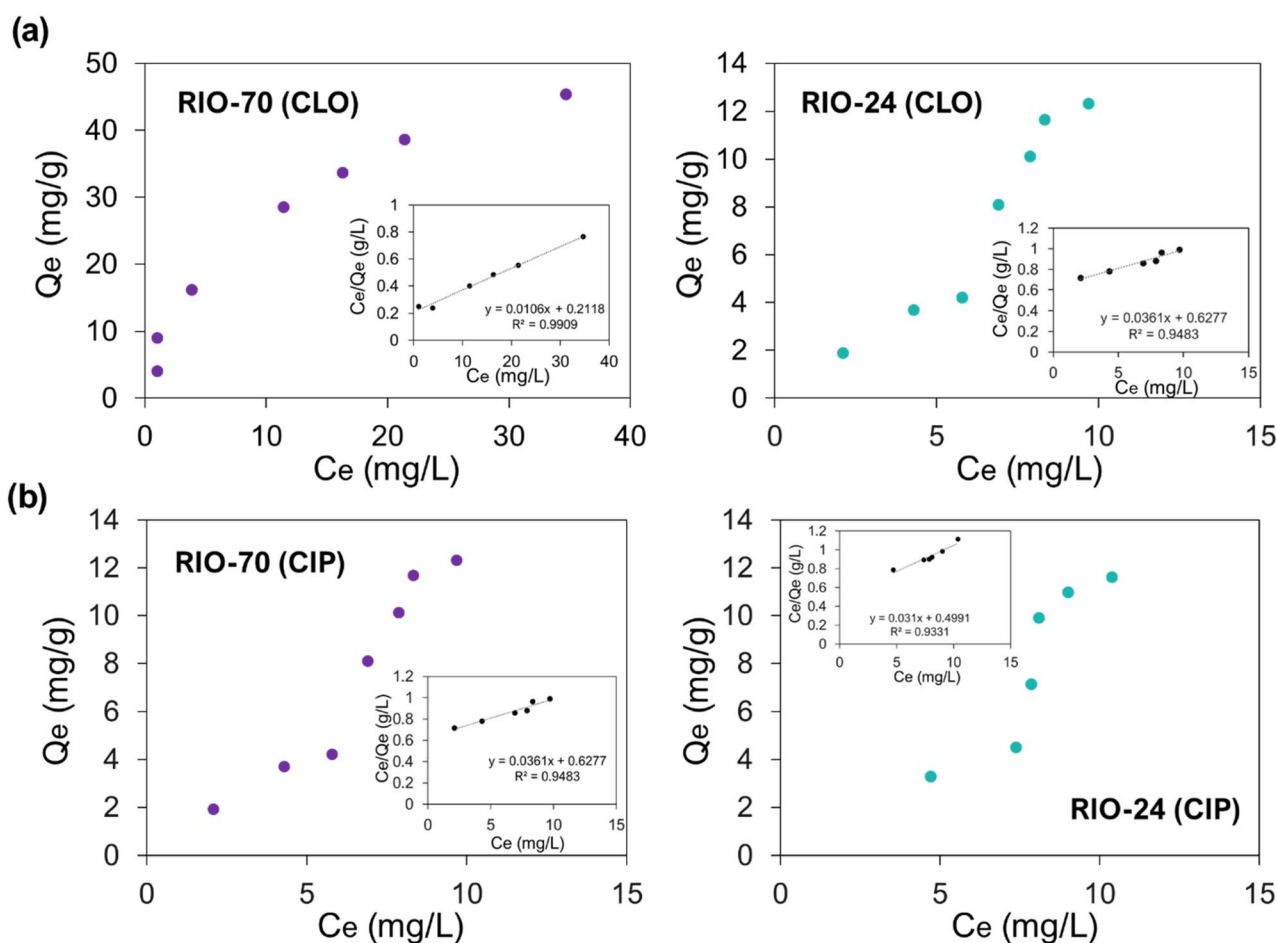 (a)
50
40
30
20
10
0
Qe (mg/g)
RIO-70 (CLO)
0 10 20 30 40
Ce (mg/L)
1
0.8
0.6
0.4
0.2
0
Ce/Qe (g/L)
y = 0.0106x + 0.2118
R² = 0.9909
0 10 20 30 40
Ce (mg/L)
14
12
10
8
6
4
2
0
Qe (mg/g)
RIO-24 (CLO)
0 5 10 15
Ce (mg/L)
1.2
1
0.8
0.6
0.4
0.2
0
Ce/Qe (g/L)
y = 0.0361x + 0.6277
R² = 0.9483
0 5 10 15
Ce (mg/L)
(b)
14
12
10
8
6
4
2
0
Qe (mg/g)
RIO-70 (CIP)
0 5 10 15
Ce (mg/L)
1.2
1
0.8
0.6
0.4
0.2
0
Ce/Qe (g/L)
y = 0.0361x + 0.6277
R² = 0.9483
0 5 10 15
Ce (mg/L)
14
12
10
8
6
4
2
0
Qe (mg/g)
1.2
1
0.8
0.6
0.4
0.2
0
Ce/Qe (g/L)
y = 0.031x + 0.4991
R² = 0.9331
0 5 10 15
Ce (mg/L)
RIO-24 (CIP)
0 5 10 15
Ce (mg/L)